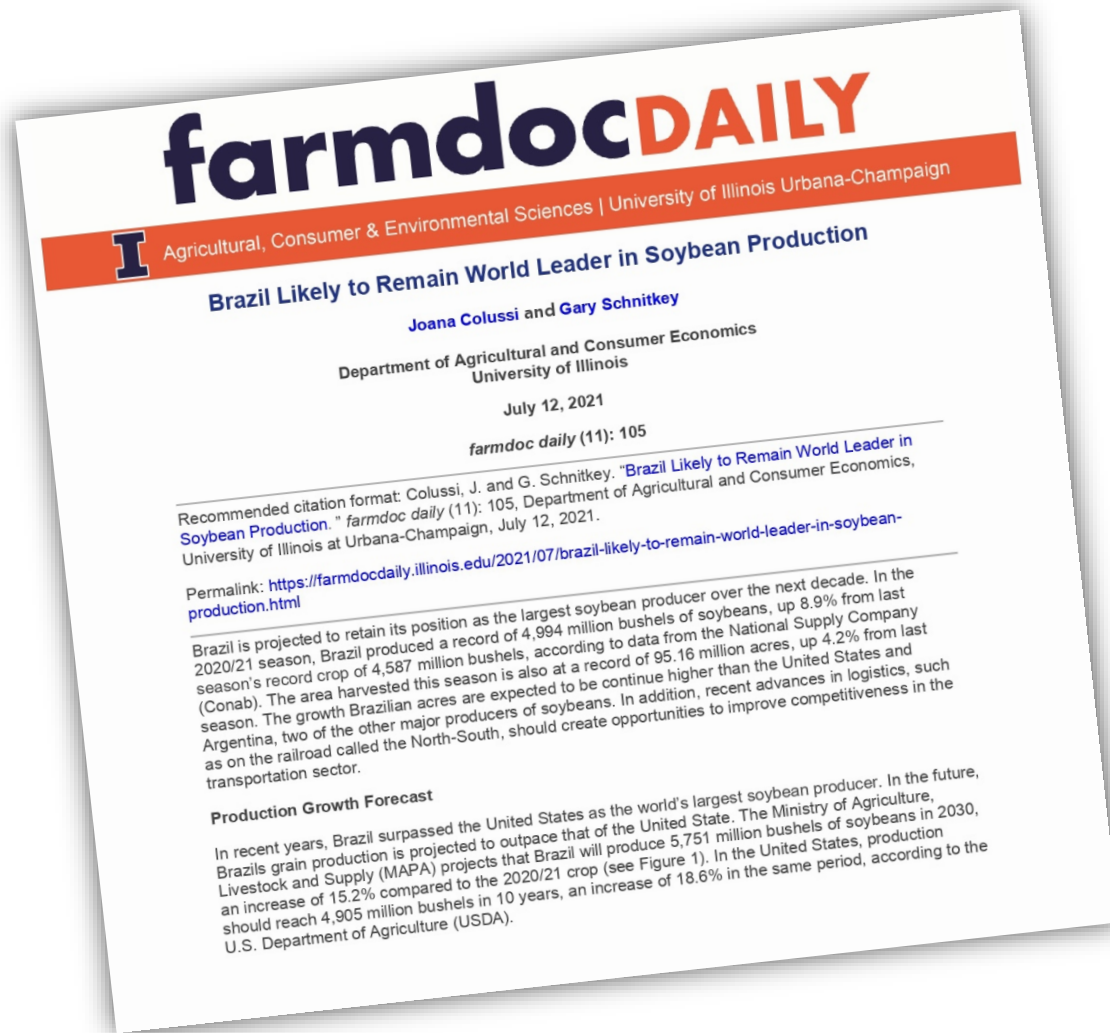 farmdocDAILY
I Agricultural, Consumer & Environmental Sciences | University of Illinois Urbana-Champaign
Brazil Likely to Remain World Leader in Soybean Production
Joana Colussi and Gary Schnitkey
Department of Agricultural and Consumer Economics
University of Illinois
July 12, 2021
farmdoc daily (11): 105
Recommended citation format: Colussi, J. and G. Schnitkey. "Brazil Likely to Remain World Leader in
Soybean Production. " farmdoc daily (11): 105, Department of Agricultural and Consumer Economics,
University of Illinois at Urbana-Champaign, July 12, 2021.
Permalink: https://farmdocdaily.illinois.edu/2021/07/brazil-likely-to-remain-world-leader-in-soybean-
production.html
Brazil is projected to retain its position as the largest soybean producer over the next decade. In the
2020/21 season, Brazil produced a record of 4,994 million bushels of soybeans, up 8.9% from last
season's record crop of 4,587 million bushels, according to data from the National Supply Company
(Conab). The area harvested this season is also at a record of 95.16 million acres, up 4.2% from last
season. The growth Brazilian acres are expected to be continue higher than the United States and
Argentina, two of the other major producers of soybeans. In addition, recent advances in logistics, such
as on the railroad called the North-South, should create opportunities to improve competitiveness in the
transportation sector.
Production Growth Forecast
In recent years, Brazil surpassed the United States as the world's largest soybean producer. In the future,
Brazils grain production is projected to outpace that of the United State. The Ministry of Agriculture,
Livestock and Supply (MAPA) projects that Brazil will produce 5,751 million bushels of soybeans in 2030,
an increase of 15.2% compared to the 2020/21 crop (see Figure 1). In the United States, production
should reach 4,905 million bushels in 10 years, an increase of 18.6% in the same period, according to the
U.S. Department of Agriculture (USDA).